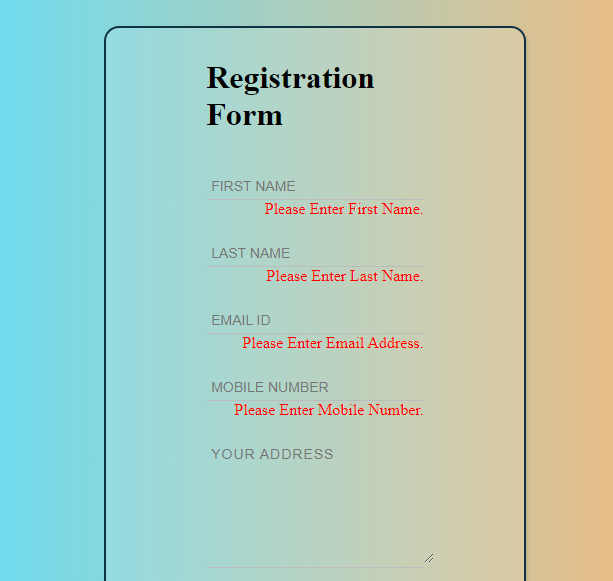 Registration
Form
FIRST NAME
Please Enter First Name.
LAST NAME
Please Enter Last Name.
EMAIL ID
Please Enter Email Address.
MOBILE NUMBER
Please Enter Mobile Number.
YOUR ADDRESS